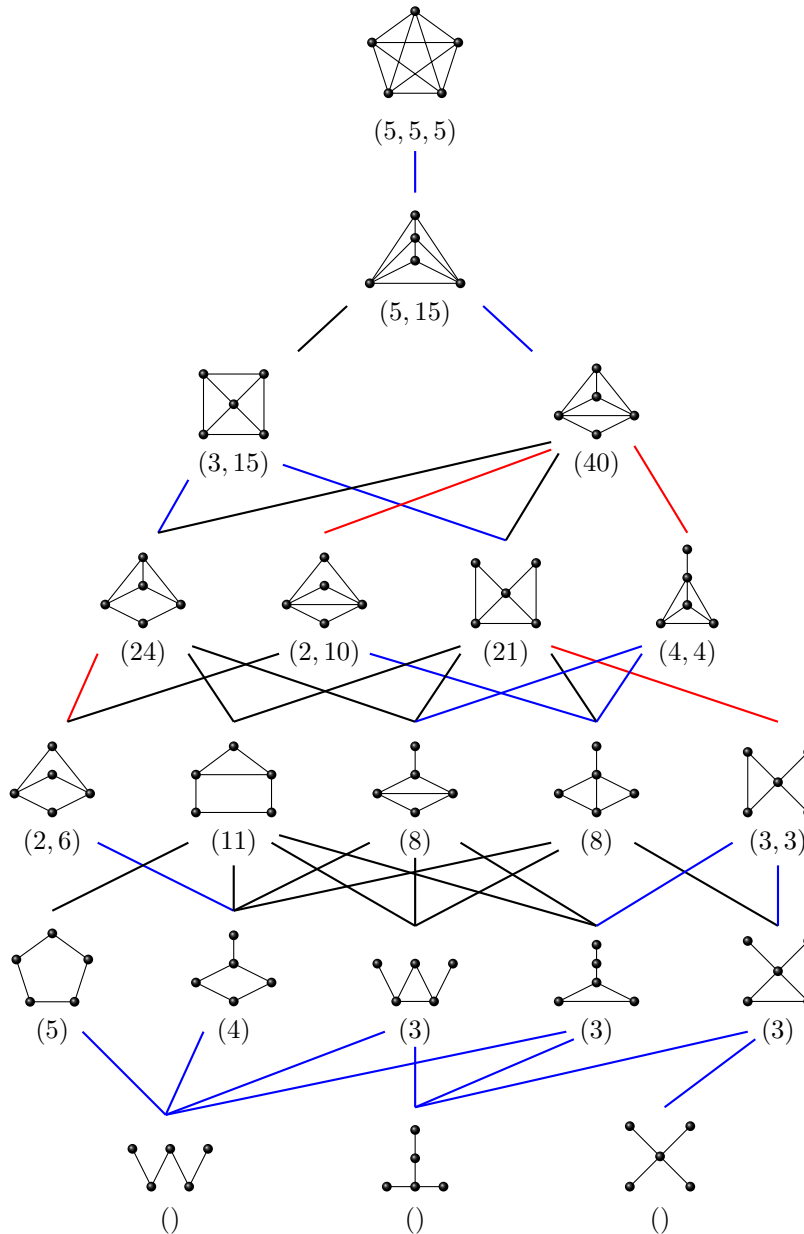 (5, 5, 5)
(5, 15)
(3, 15) (40)
(24) (2, 10) (21) (4, 4)
(2, 6) (11) (8) (8) (3, 3)
(5) (4) (3) (3) (3)
() () ()